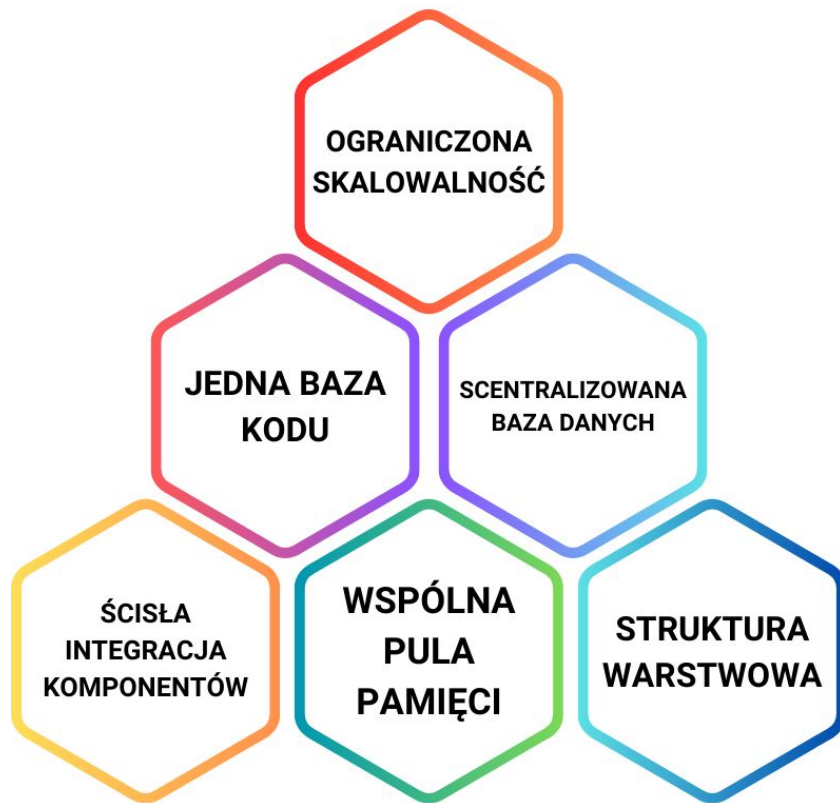 OGRANICZONA
SKALOWALNOŚĆ
JEDNA BAZA
KODU
SCENTRALIZOWANA
BAZA DANYCH
ŚCISŁA
INTEGRACJA
KOMPONENTÓW
WSPÓLNA
PULA
PAMIĘCI
STRUKTURA
WARSTWOWA